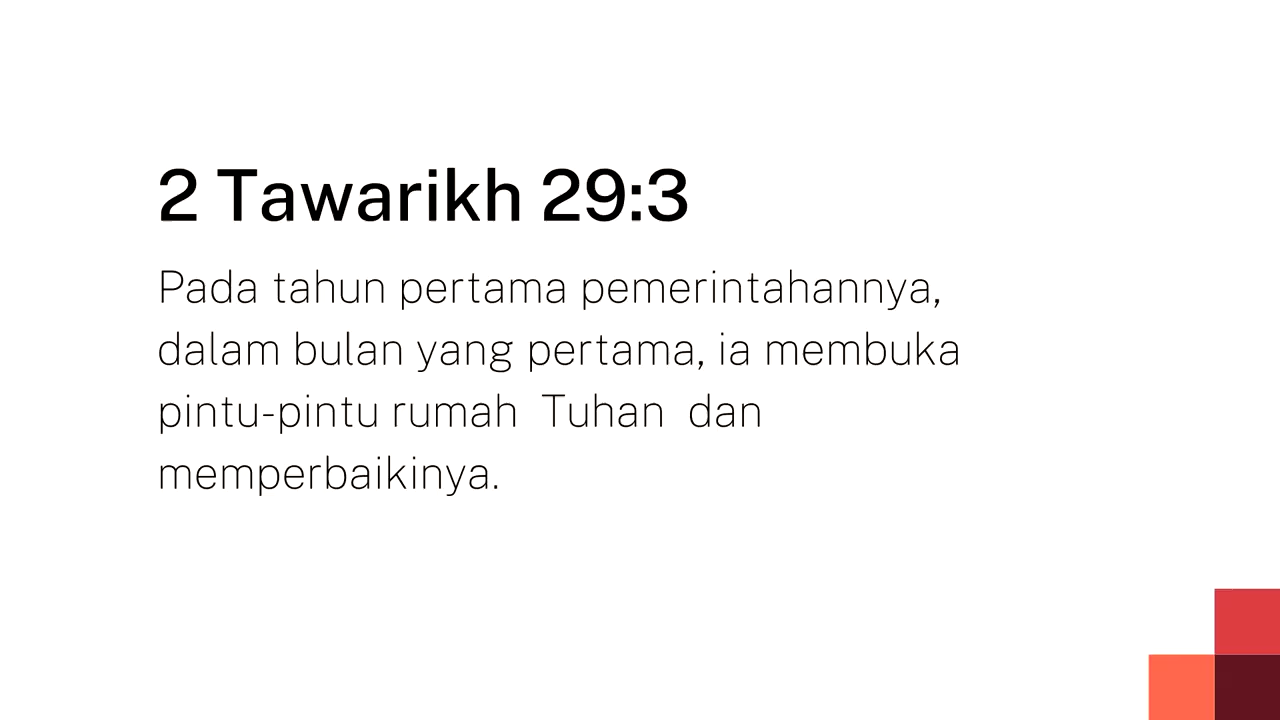 2 Tawarikh 29:3
Pada tahun pertama pemerintahannya,
dalam bulan yang pertama, ia membuka
pintu-pintu rumah  Tuhan  dan
memperbaikinya.